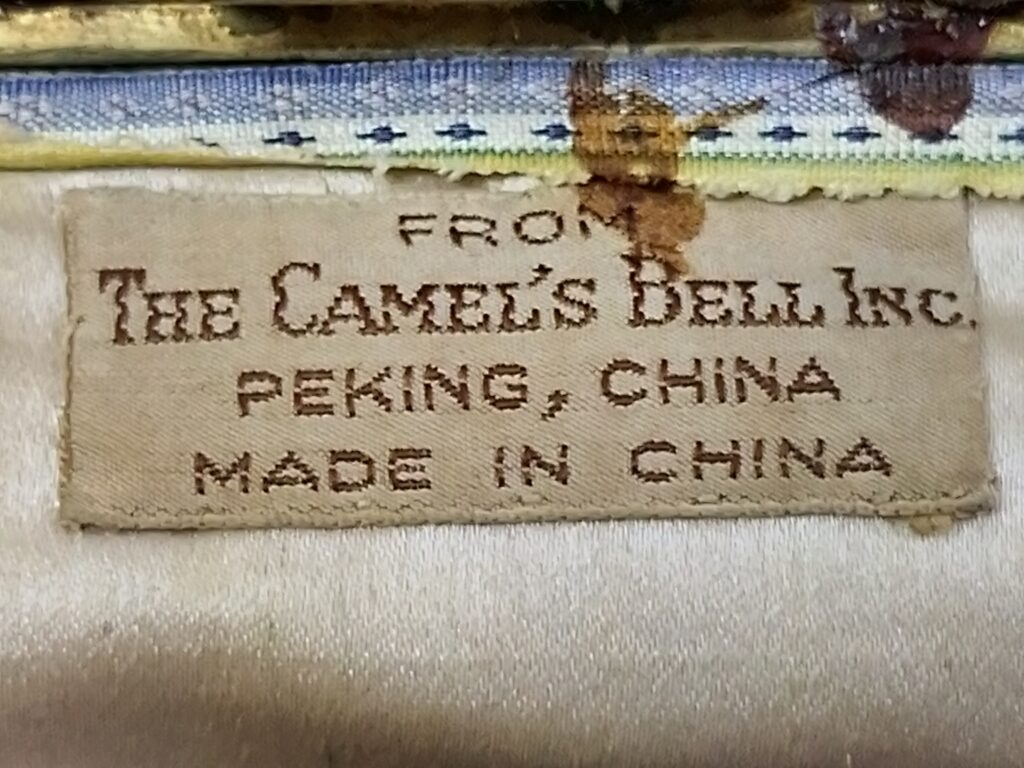 FROM
THE CAMEL'S BELL INC.
PEKING, CHINA
MADE IN CHINA